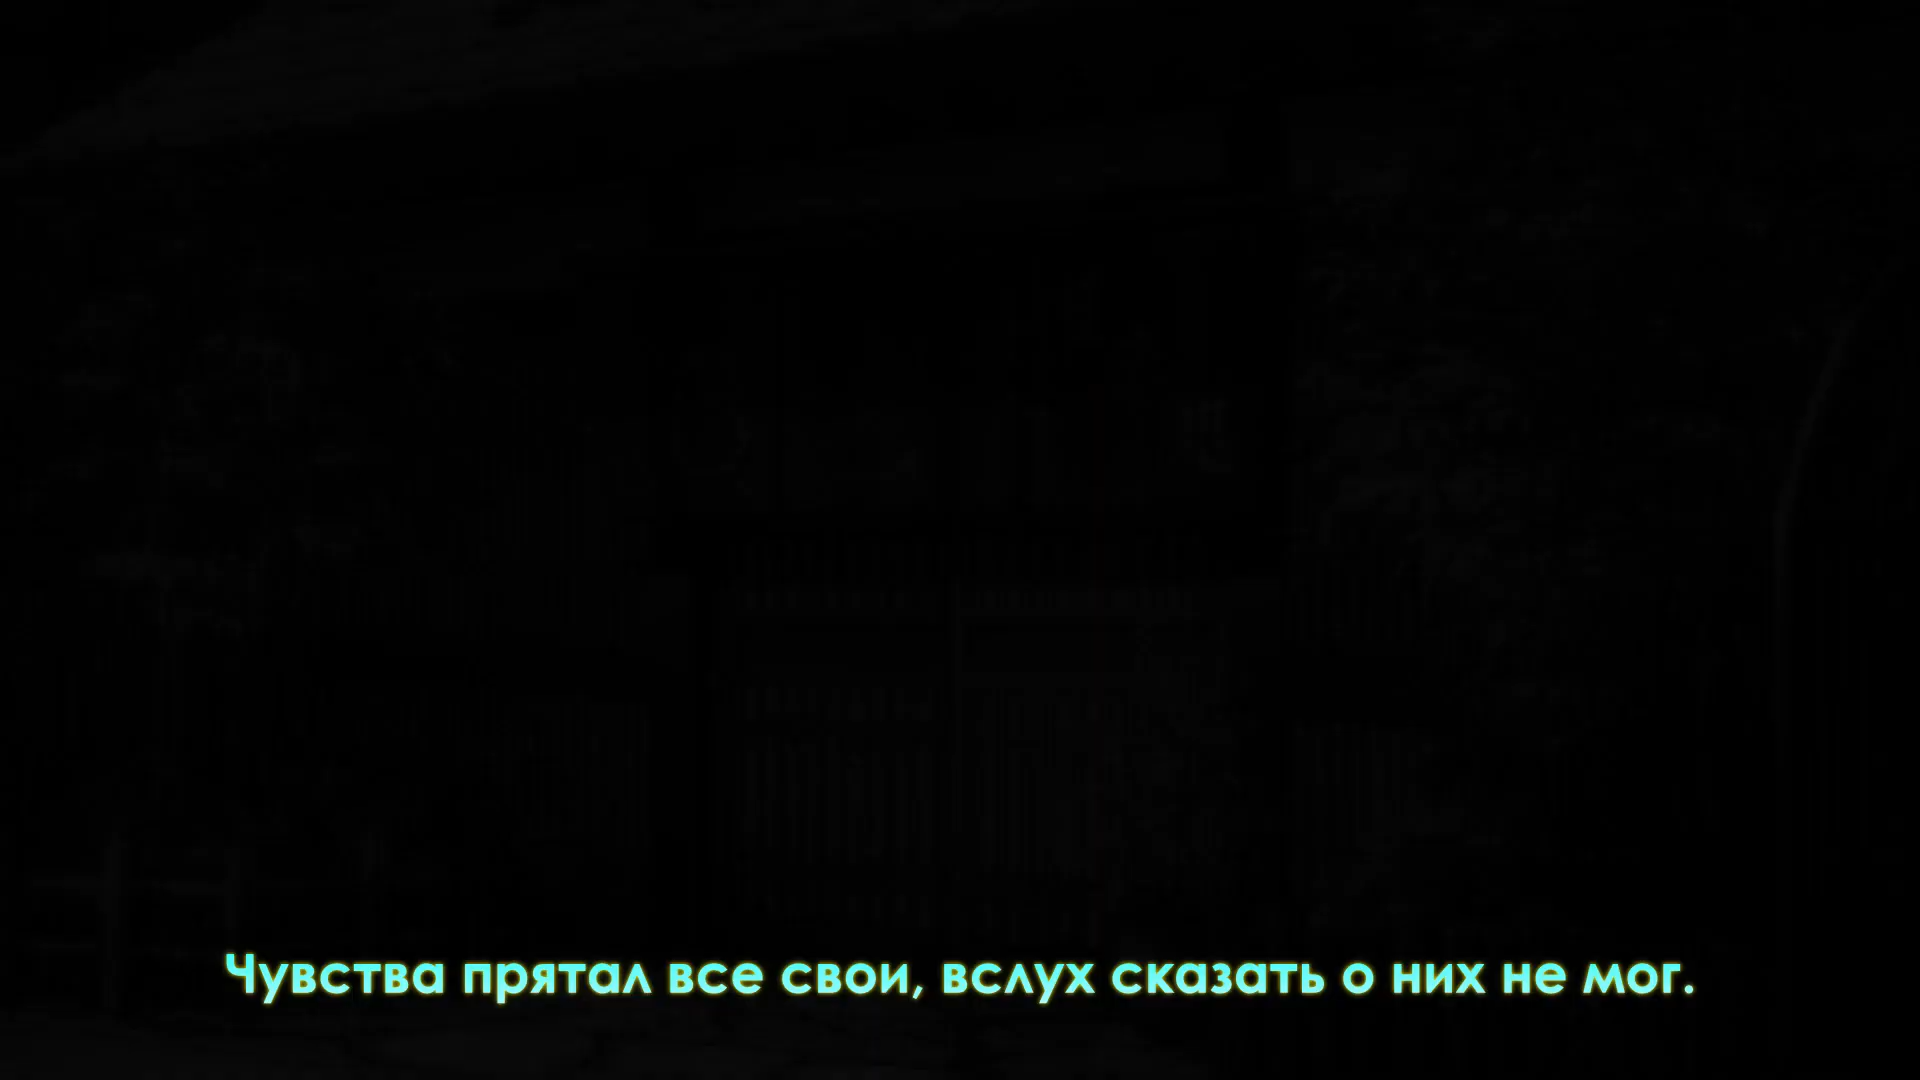 Чувства прятал все свои, вслух сказать о них не мог.